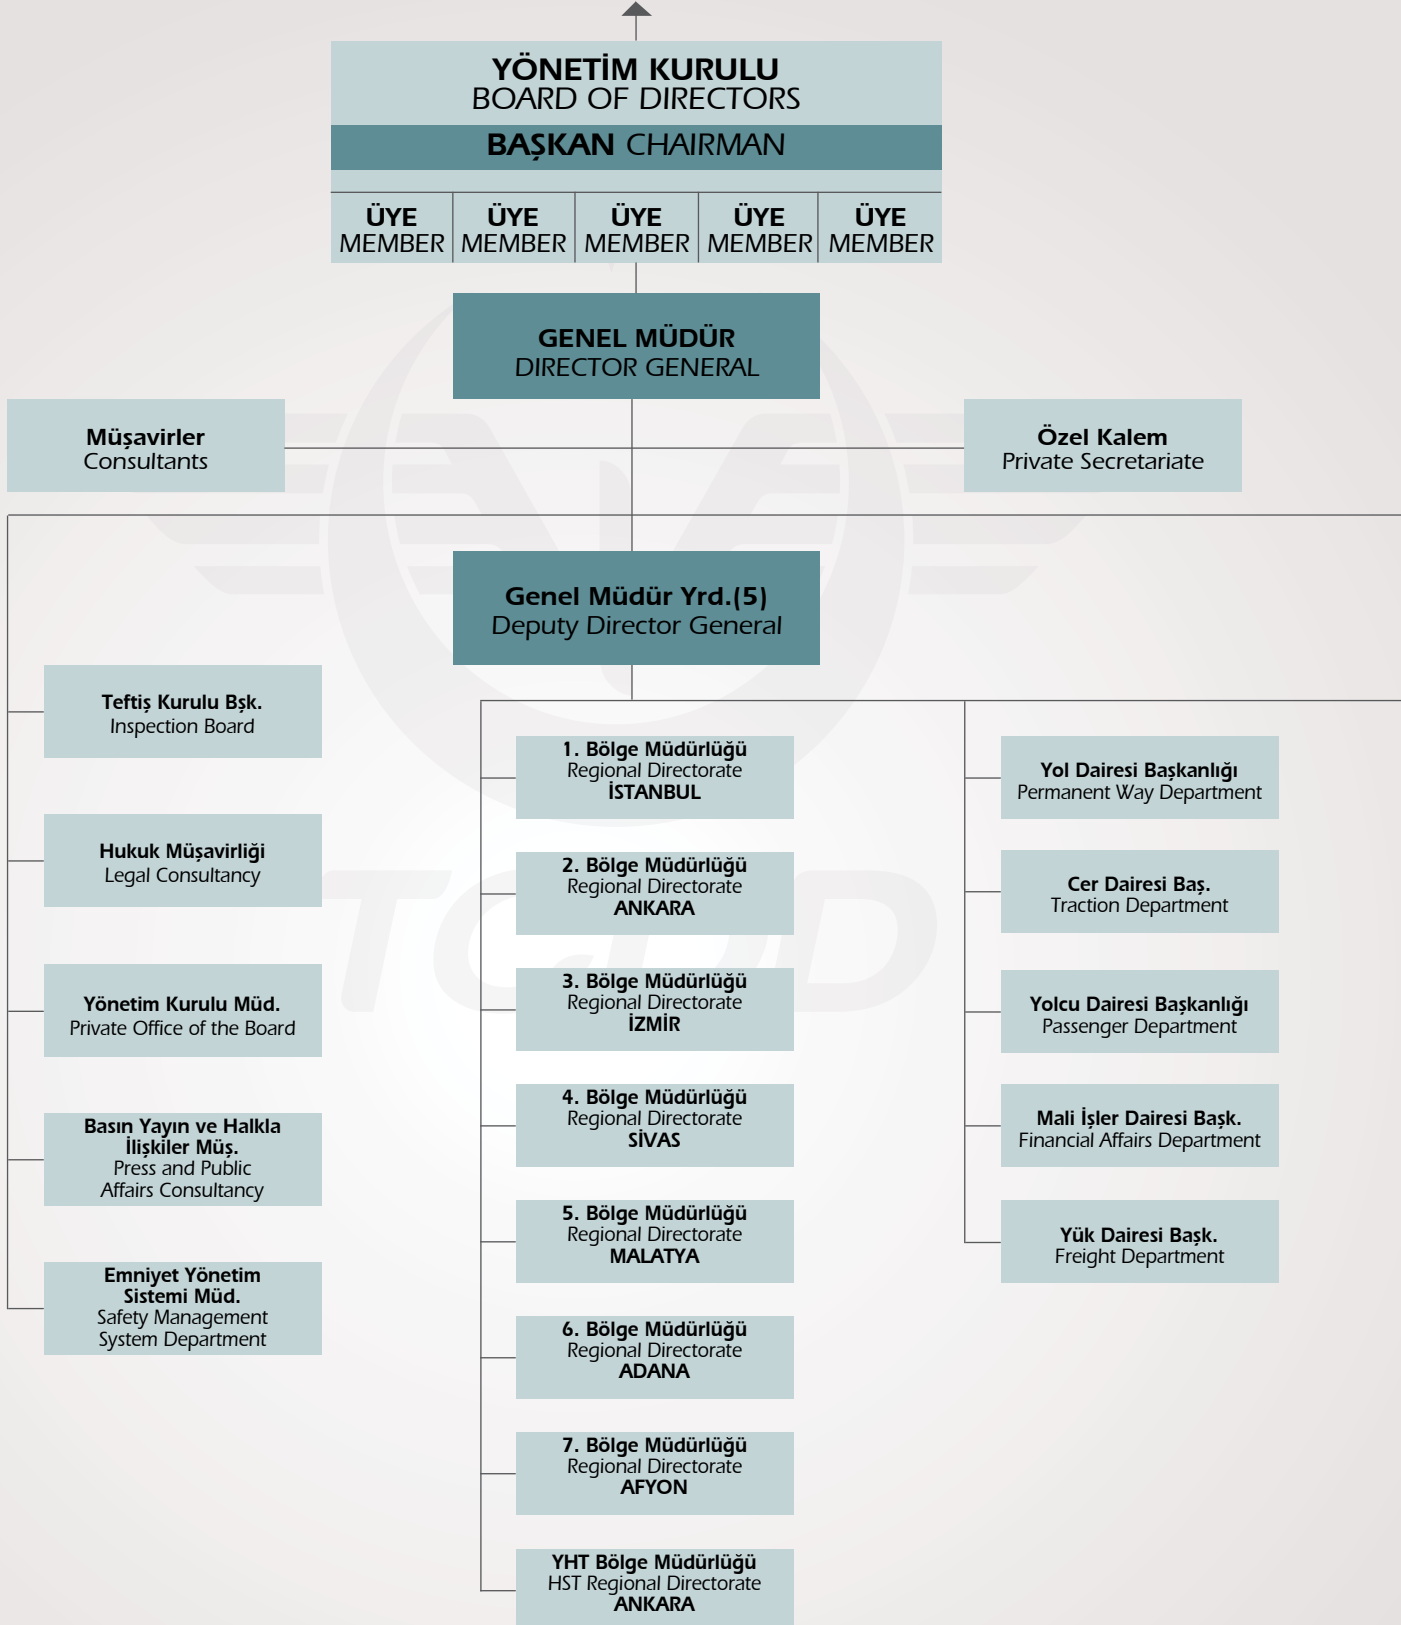 YÖNETİM KURULU
BOARD OF DIRECTORS
BAŞKAN CHAIRMAN
ÜYE
MEMBER
ÜYE
MEMBER
ÜYE
MEMBER
ÜYE
MEMBER
ÜYE
MEMBER
GENEL MÜDÜR
DIRECTOR GENERAL
Müşavirler
Consultants
Özel Kalem
Private Secretariate
Genel Müdür Yrd.(5)
Deputy Director General
Teftiş Kurulu Bşk.
Inspection Board
Hukuk Müşavirliği
Legal Consultancy
Yönetim Kurulu Müd.
Private Office of the Board
Basın Yayın ve Halkla
İlişkiler Müş.
Press and Public
Affairs Consultancy
Emniyet Yönetim
Sistemi Müd.
Safety Management
System Department
1. Bölge Müdürlüğü
Regional Directorate
İSTANBUL
2. Bölge Müdürlüğü
Regional Directorate
ANKARA
3. Bölge Müdürlüğü
Regional Directorate
İZMİR
4. Bölge Müdürlüğü
Regional Directorate
SİVAS
5. Bölge Müdürlüğü
Regional Directorate
MALATYA
6. Bölge Müdürlüğü
Regional Directorate
ADANA
7. Bölge Müdürlüğü
Regional Directorate
AFYON
YHT Bölge Müdürlüğü
HST Regional Directorate
ANKARA
Yol Dairesi Başkanlığı
Permanent Way Department
Cer Dairesi Baş.
Traction Department
Yolcu Dairesi Başkanlığı
Passenger Department
Mali İşler Dairesi Başk.
Financial Affairs Department
Yük Dairesi Başk.
Freight Department
TCDD